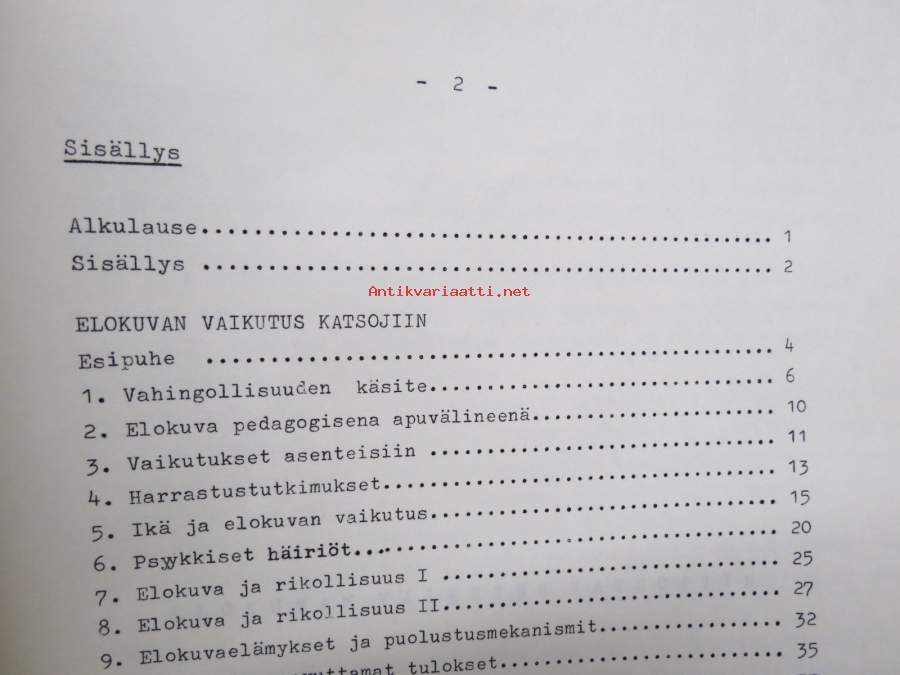 - 2 -
Sisällys
Alkulause........................................ 1
Sisällys ........................................ 2
Antikvariaatti.net
ELOKUVAN VAIKUTUS KATSOJIIN
Esipuhe ........................................ 4
1. Vahingollisuuden käsite........................ 6
2. Elokuva pedagogisena apuvälineenä................ 10
3. Vaikutukset asenteisiin ........................ 11
4. Harrastustutkimukset........................... 13
5. Ikä ja elokuvan vaikutus........................ 15
6. Psyykkiset häiriöt............................. 20
7. Elokuva ja rikollisuus I ....................... 25
8. Elokuva ja rikollisuus II....................... 27
9. Elokuvaelämykset ja puolustusmekanismit............ 32
tulokset.................... 35